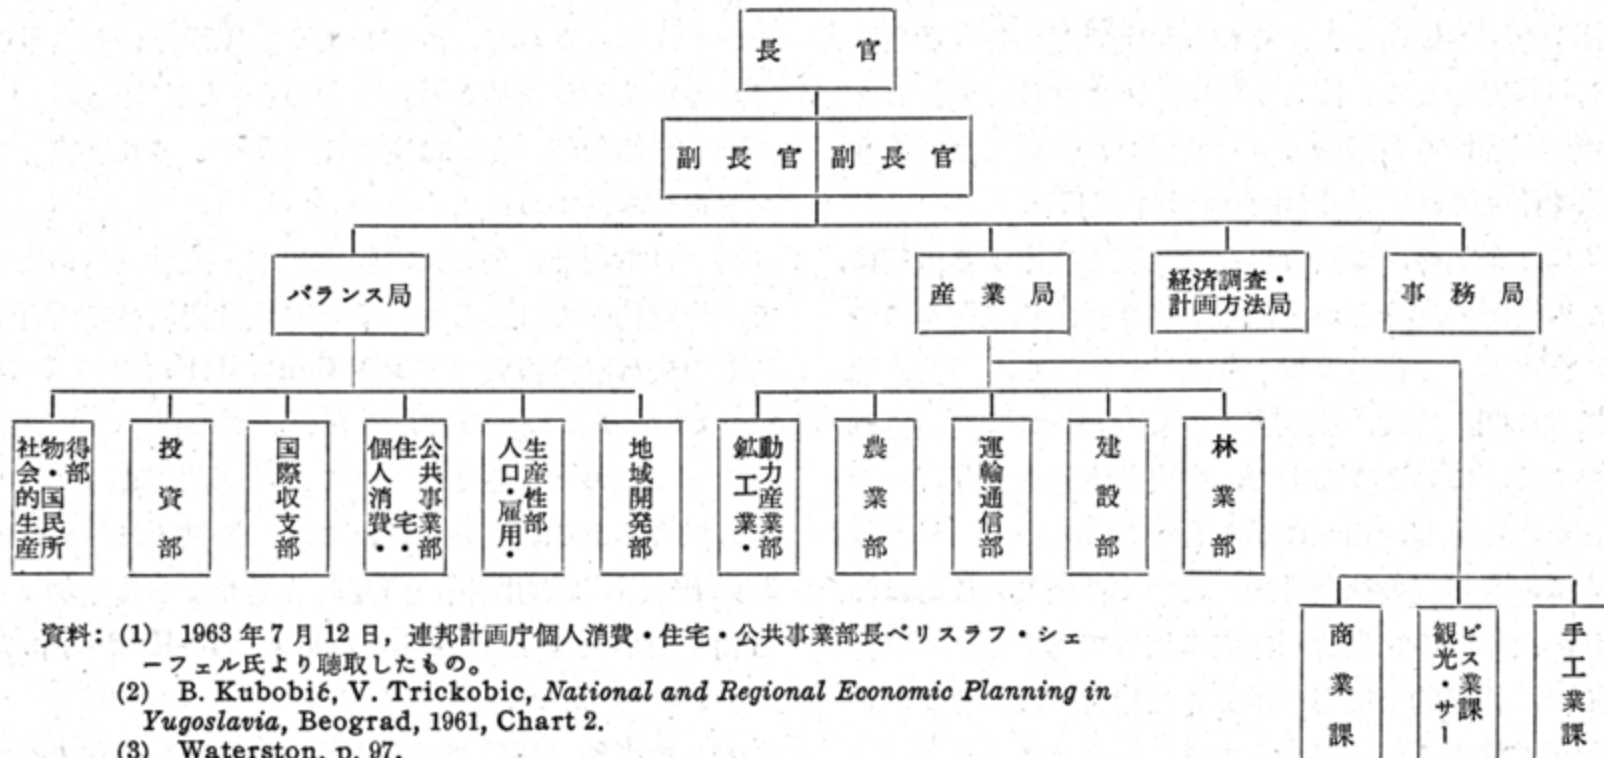 長官
副長官
副長官
バランス局
産業局
経済調査・
計画方法局
事務局
社会的生産
物・国民所
得部
投資部
国際収支部
個人消費・
住宅・
公共事業部
人口・雇用・
生産性部
地域開発部
鉱工業・
動力産業部
農業部
運輸通信部
建設部
林業部
商業課
観光・サー
ビス業課
手工業課
資料：(1) 1963年7月12日，連邦計画庁個人消費・住宅・公共事業部長ベリスラフ・シェ
ーフェル氏より聴取したもの。
(2) B. Kubobić, V. Trickobic, National and Regional Economic Planning in
Yugoslavia, Beograd, 1961, Chart 2.
(3) Waterston, p. 97.